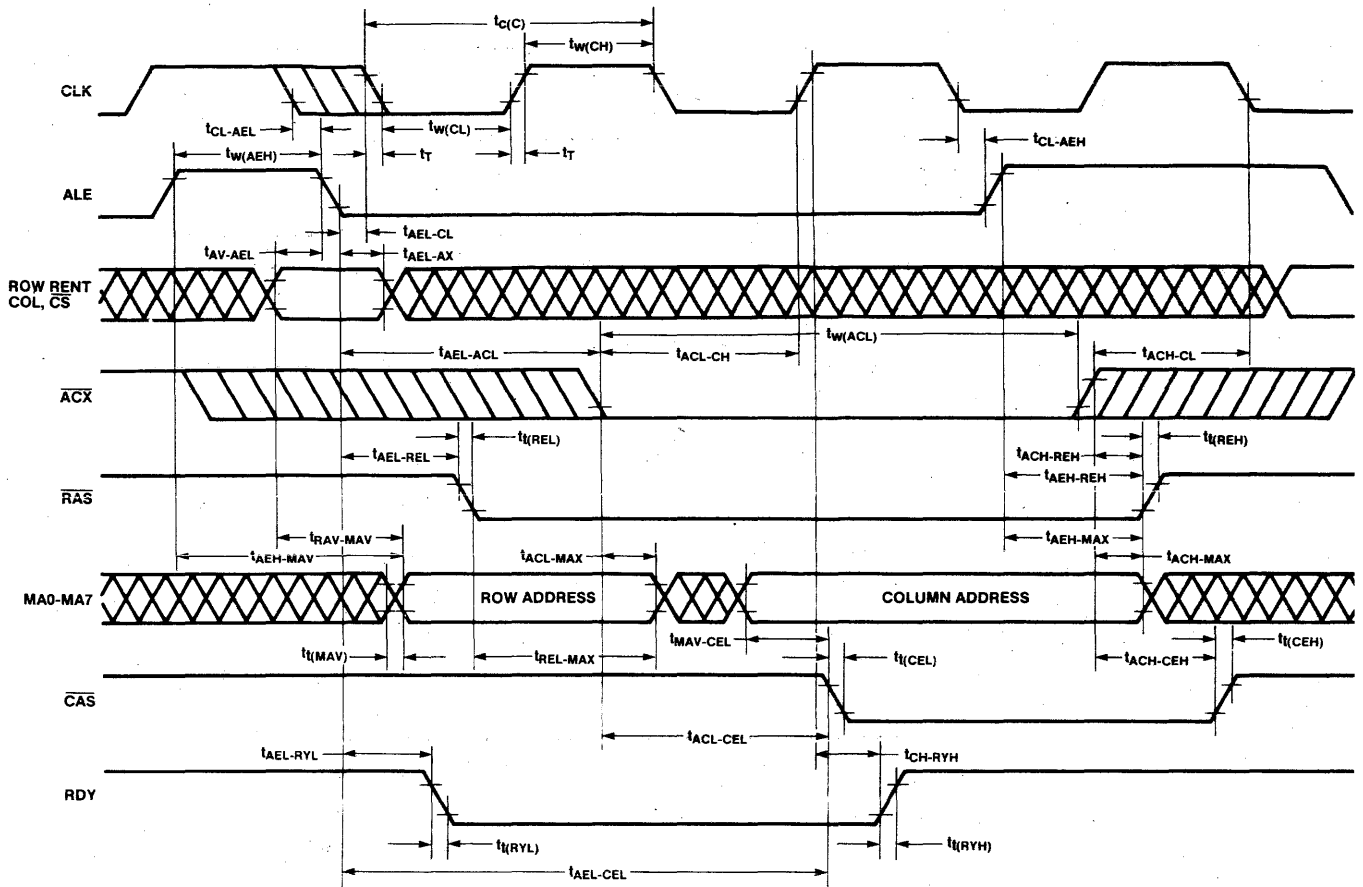 tC(C)
tW(CH)
CLK
tCL-AEL
tW(CL)
tCL-AEH
tW(AEH)
tT
tT
ALE
tAEL-CL
tAV-AEL
tAEL-AX
ROW RENT
COL, CS
tW(ACL)
tAEL-ACL
tACL-CH
tACH-CL
ACX
tt(REL)
tt(REH)
tAEL-REL
tACH-REH
tAEH-REH
RAS
tRAV-MAV
tAEH-MAV
tACL-MAX
tAEH-MAX
tACH-MAX
MA0-MA7
ROW ADDRESS
COLUMN ADDRESS
tMAV-CEL
tt(CEH)
tt(MAV)
tREL-MAX
tt(CEL)
tACH-CEH
CAS
tACL-CEL
tAEL-RYL
tCH-RYH
RDY
tt(RYL)
tt(RYH)
tAEL-CEL